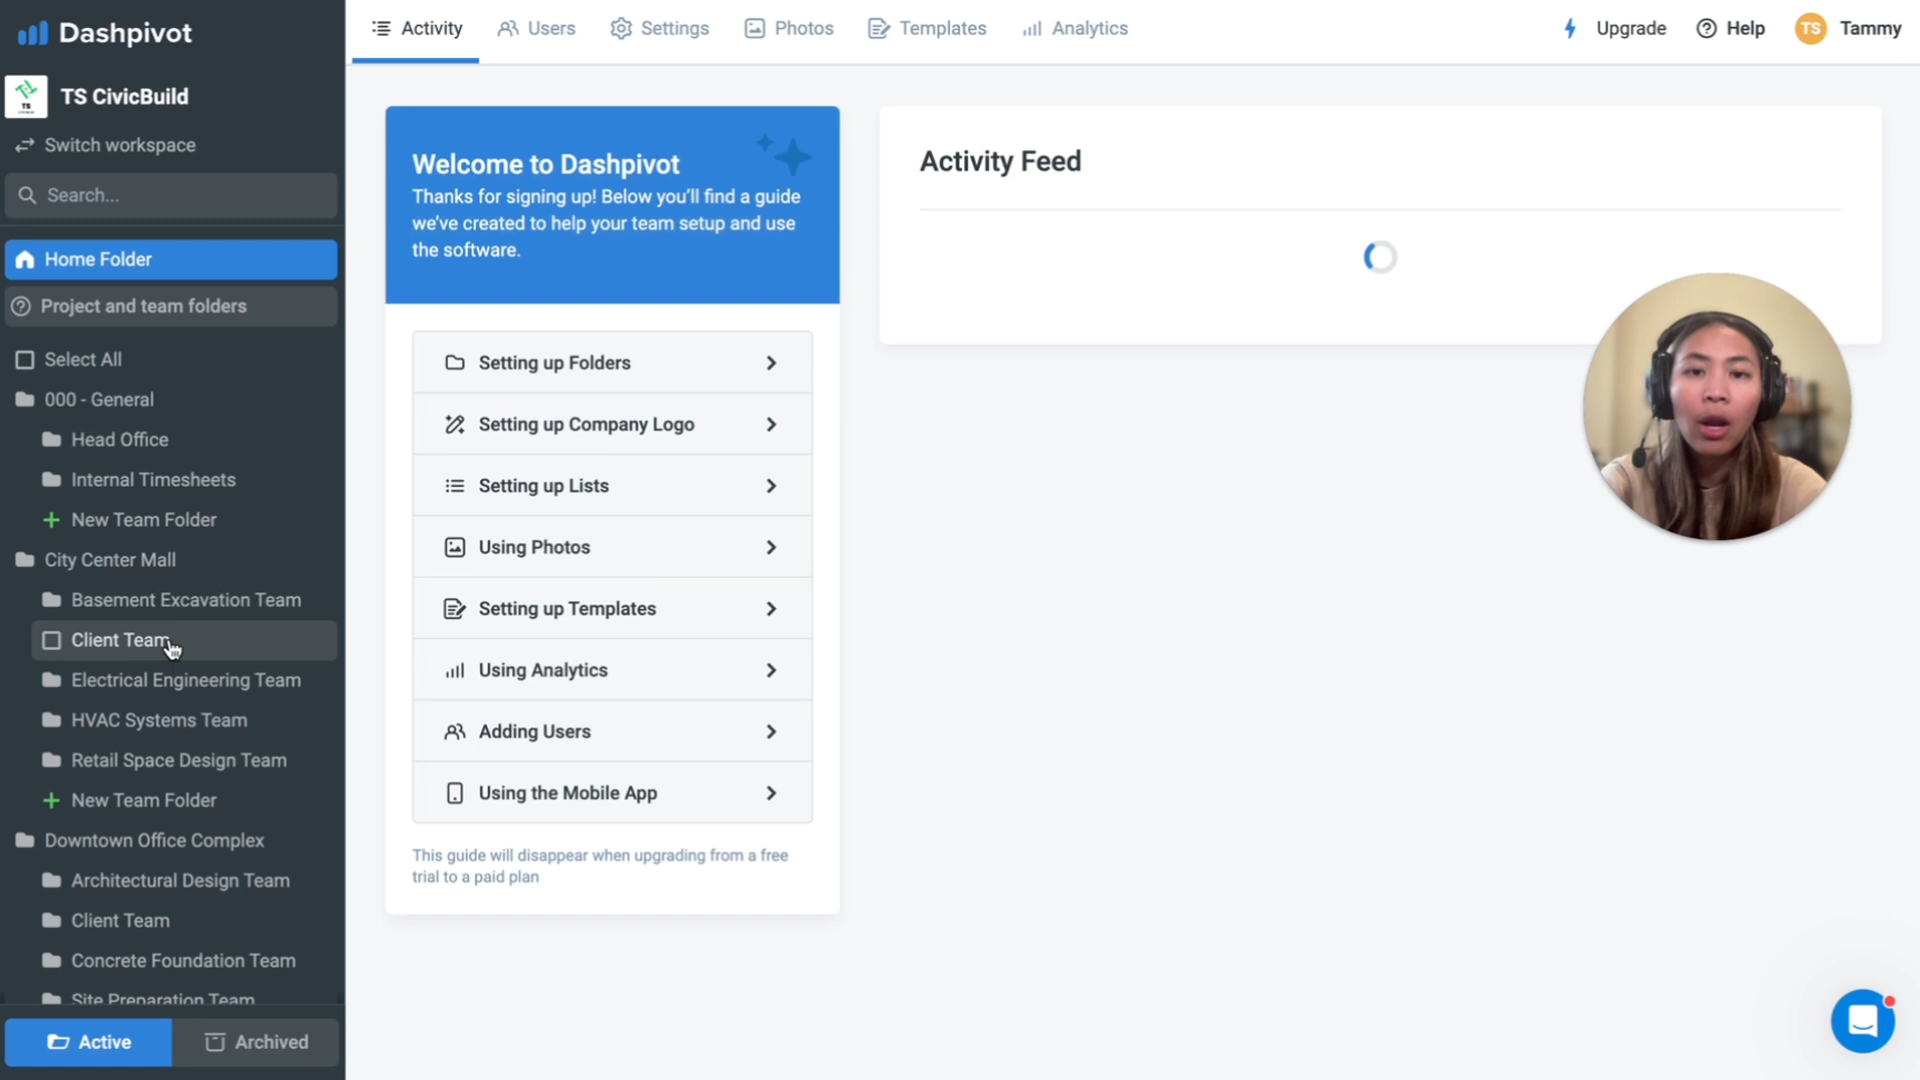 Dashpivot
TS CivicBuild
Switch workspace
Search...
Home Folder
Project and team folders
Select All
000 - General
Head Office
Internal Timesheets
New Team Folder
City Center Mall
Basement Excavation Team
Client Team
Electrical Engineering Team
HVAC Systems Team
Retail Space Design Team
New Team Folder
Downtown Office Complex
Architectural Design Team
Client Team
Concrete Foundation Team
Site Preparation Team
Active
Archived
Activity
Users
Settings
Photos
Templates
Analytics
Upgrade
Help
TS
Tammy
Welcome to Dashpivot
Thanks for signing up! Below you'll find a guide
we've created to help your team setup and use
the software.
Setting up Folders
Setting up Company Logo
Setting up Lists
Using Photos
Setting up Templates
Using Analytics
Adding Users
Using the Mobile App
This guide will disappear when upgrading from a free
trial to a paid plan
Activity Feed